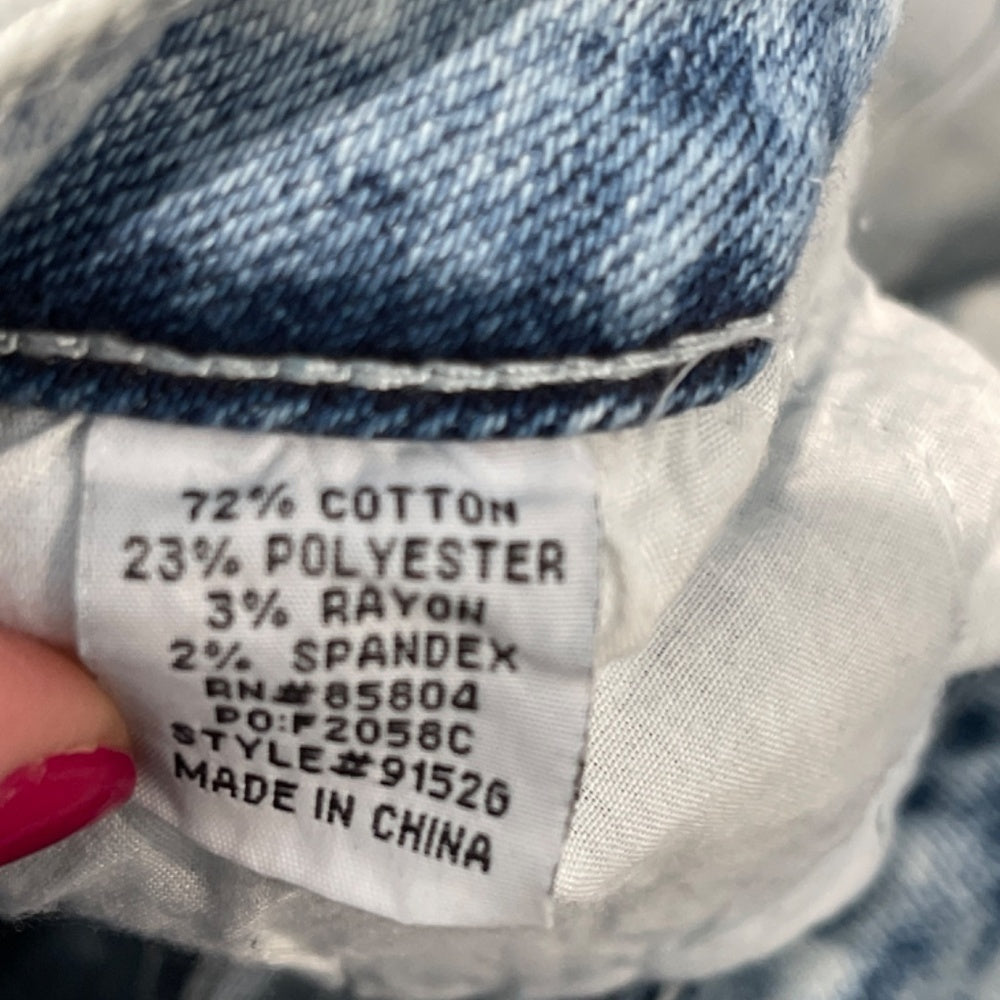 72% COTTON
23% POLYESTER
3% RAYON
2% SPANDEX
RN#85804
PO:F2058C
STYLE#91526
MADE IN CHINA